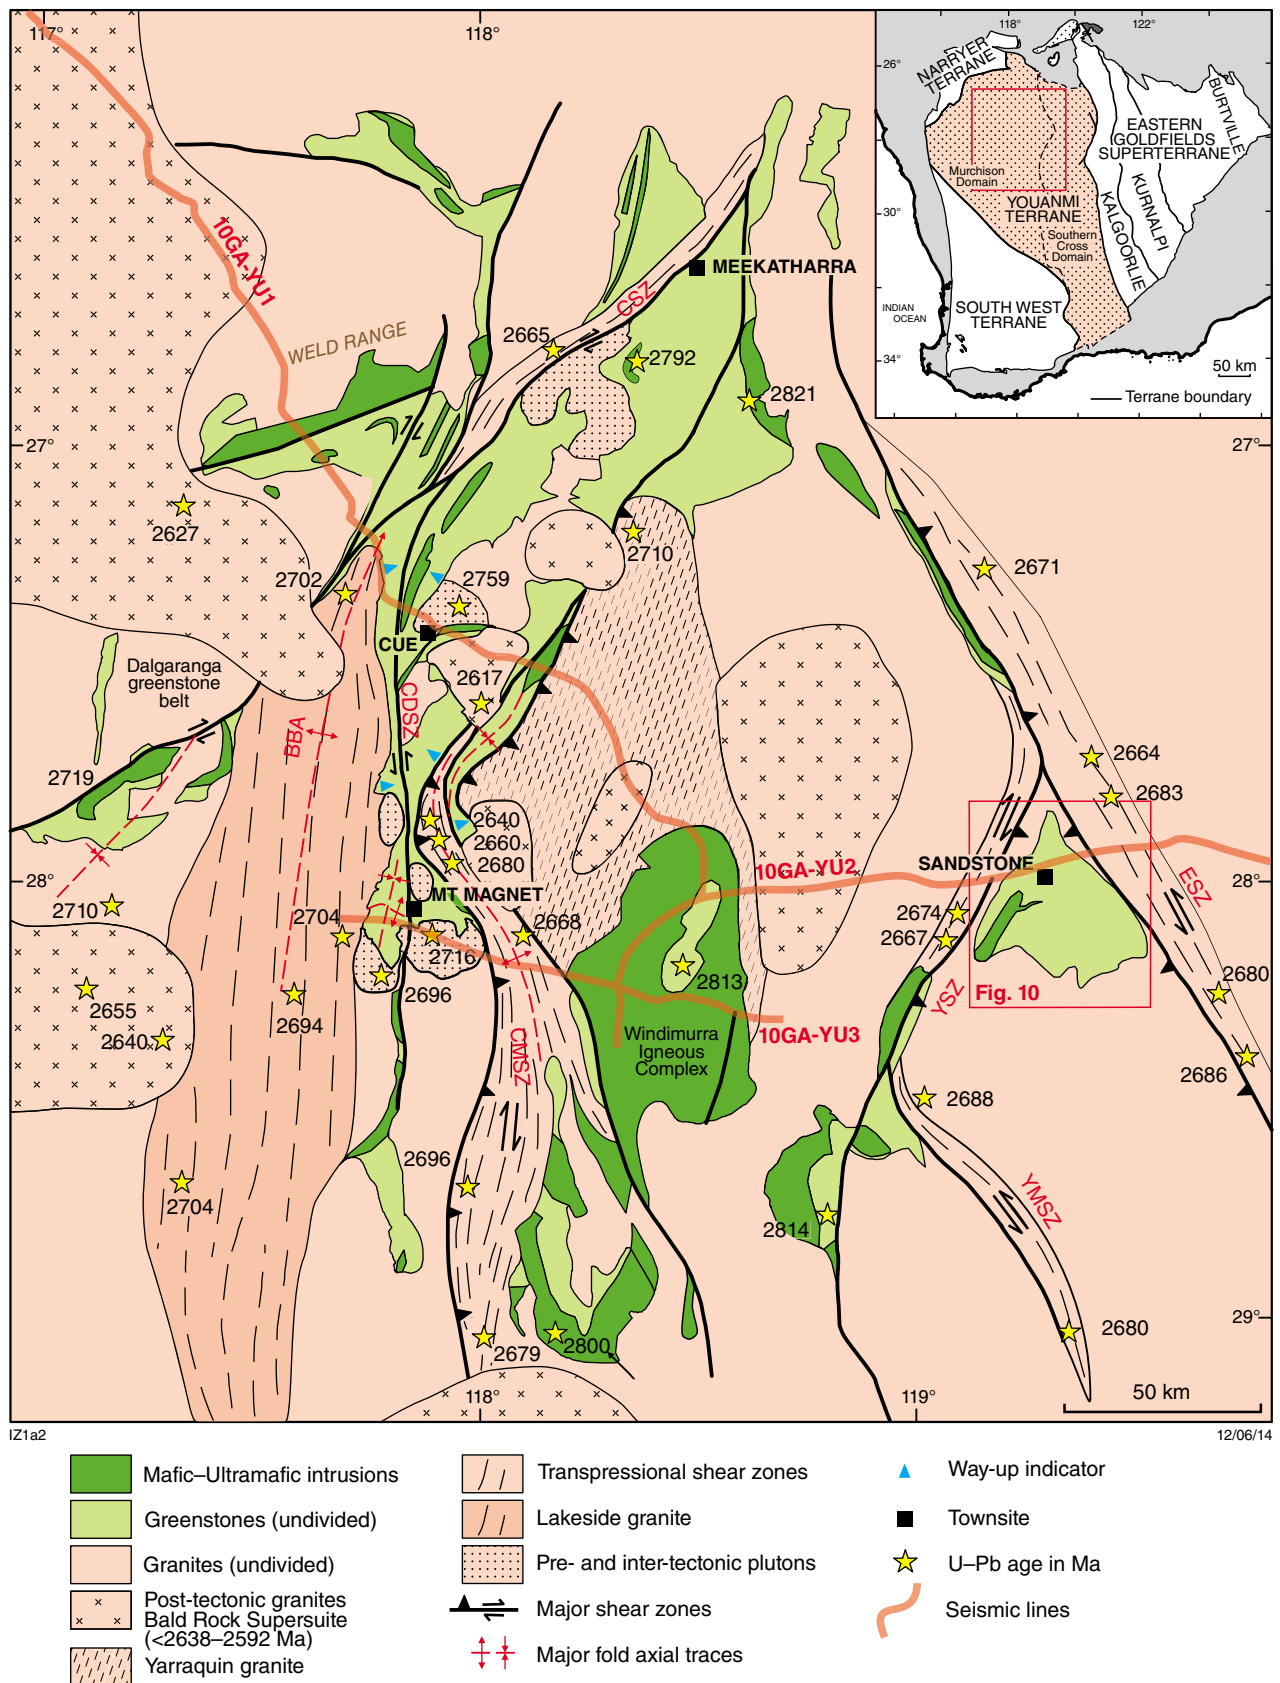 117°
118°
10GA-YU1
WELD RANGE
CSZ
MEEKATHARRA
2665
2792
2821
27°
27°
2627
2702
2759
2710
2671
CUE
2617
Dalgaranga
greenstone
belt
BBA
CDSZ
2719
2664
2683
2640
2660
2680
SANDSTONE
28°
28°
MT MAGNET
10GA-YU2
ESZ
2710
2704
2716
2668
2674
2667
2655
2640
2694
2696
2813
YSZ
Fig. 10
2680
2686
CMSZ
Windimurra
Igneous
Complex
10GA-YU3
2688
2696
2704
2814
YMSZ
2679
2800
2680
29°
118°
119°
50 km
118°
122°
26°
30°
34°
NARRYER
TERRANE
EASTERN
GOLDFIELDS
SUPERTERRANE
BURTVILLE
Murchison
Domain
YOUANMI
TERRANE
Southern
Cross
Domain
KURNALPI
KALGOORLIE
INDIAN
OCEAN
SOUTH WEST
TERRANE
50 km
Terrane boundary
IZ1a2
12/06/14
Mafic–Ultramafic intrusions
Greenstones (undivided)
Granites (undivided)
Post-tectonic granites
Bald Rock Supersuite
(<2638–2592 Ma)
Yarraquin granite
Transpressional shear zones
Lakeside granite
Pre- and inter-tectonic plutons
Major shear zones
Major fold axial traces
Way-up indicator
Townsite
U–Pb age in Ma
Seismic lines